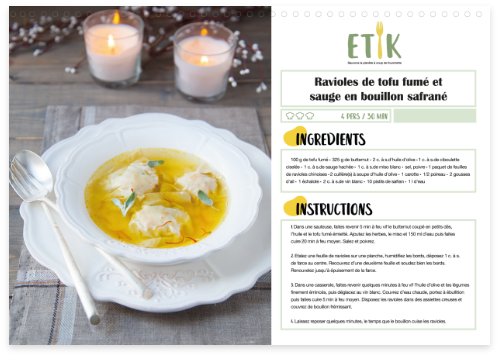 ETIK
Ravioles de tofu fumé et
sauge en bouillon safrané
4 PERS / 30 MIN
INGREDIENTS
100 g de tofu fumé - 325 g de butternut - 2 c. à s d'huile d'olive - 1 c. à s de ciboulette
ciselée - 1 c. à s de sauge hachée - 1 c. à s de miso blanc - sel, poivre - 1 paquet de feuilles
de ravioles chinoises - 2 cuillère(s) à soupe d'huile d'olive - 1 carotte - 1/2 poireau - 2 gousses
d'ail - 1 échalote - 2 c. à s de vin blanc - 10 pistils de safran - 1 l d'eau
INSTRUCTIONS
1. Dans une sauteuse, faites revenir 5 min à feu vif le butternut coupé en petits dés,
l'huile et le tofu fumé émietté. Ajoutez les herbes, le miso et 150 ml d'eau puis faites
cuire 20 min à feu moyen. Salez et poivrez.
2. Etalez une feuille de ravioles sur une planche, humidifiez les bords, déposez 1 c. à s.
de farce au centre. Recouvrez d'une deuxième feuille et soudez bien les bords.
Renouvelez jusqu'à épuisement de la farce.
3. Dans une casserole, faites revenir quelques minutes à feu vif l'huile d'olive et les légumes
finement émincés, puis déglacez au vin blanc. Couvrez d'eau chaude, portez à ébullition
puis faites cuire 5 min à feu moyen. Disposez les ravioles dans des assiettes creuses et
couvrez de bouillon frémissant.
4. Laissez reposer quelques minutes, le temps que le bouillon cuise les ravioles.